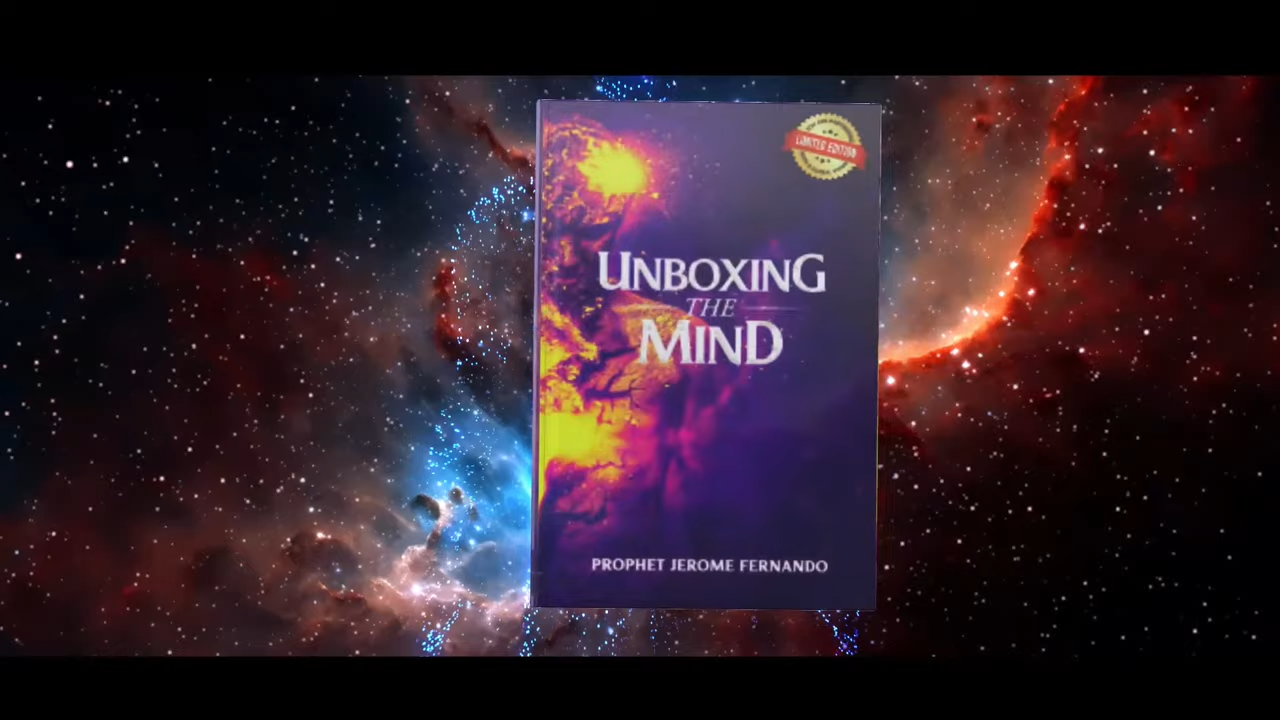 LIMITED EDITION
UNBOXING
THE
MIND
PROPHET JEROME FERNANDO